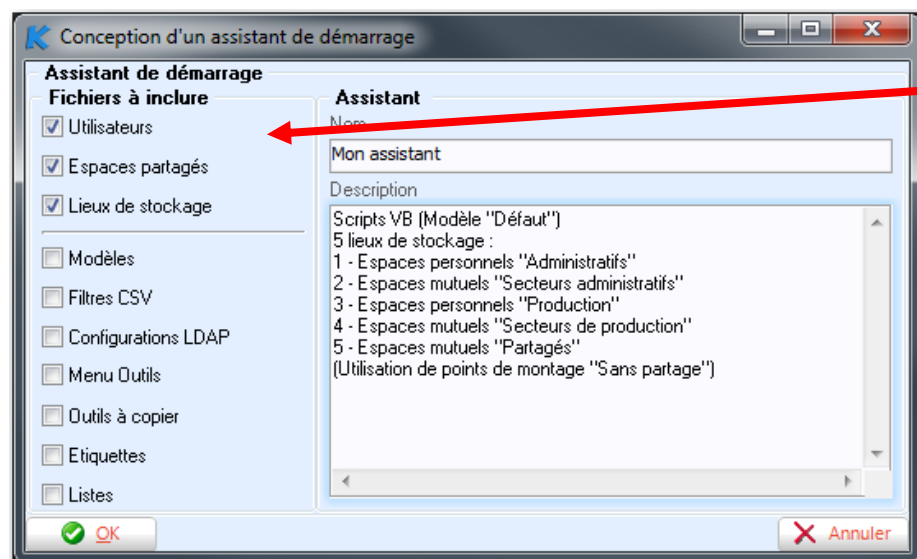 Conception d'un assistant de démarrage
Assistant de démarrage
Fichiers à inclure
Utilisateurs
Espaces partagés
Lieux de stockage
Modèles
Filtres CSV
Configurations LDAP
Menu Outils
Outils à copier
Etiquettes
Listes
Assistant
Nom
Mon assistant
Description
Scripts VB (Modèle "Défaut")
5 lieux de stockage :
1 - Espaces personnels "Administratifs"
2 - Espaces mutuels "Secteurs administratifs"
3 - Espaces personnels "Production"
4 - Espaces mutuels "Secteurs de production"
5 - Espaces mutuels "Partagés"
(Utilisation de points de montage "Sans partage")
OK
Annuler